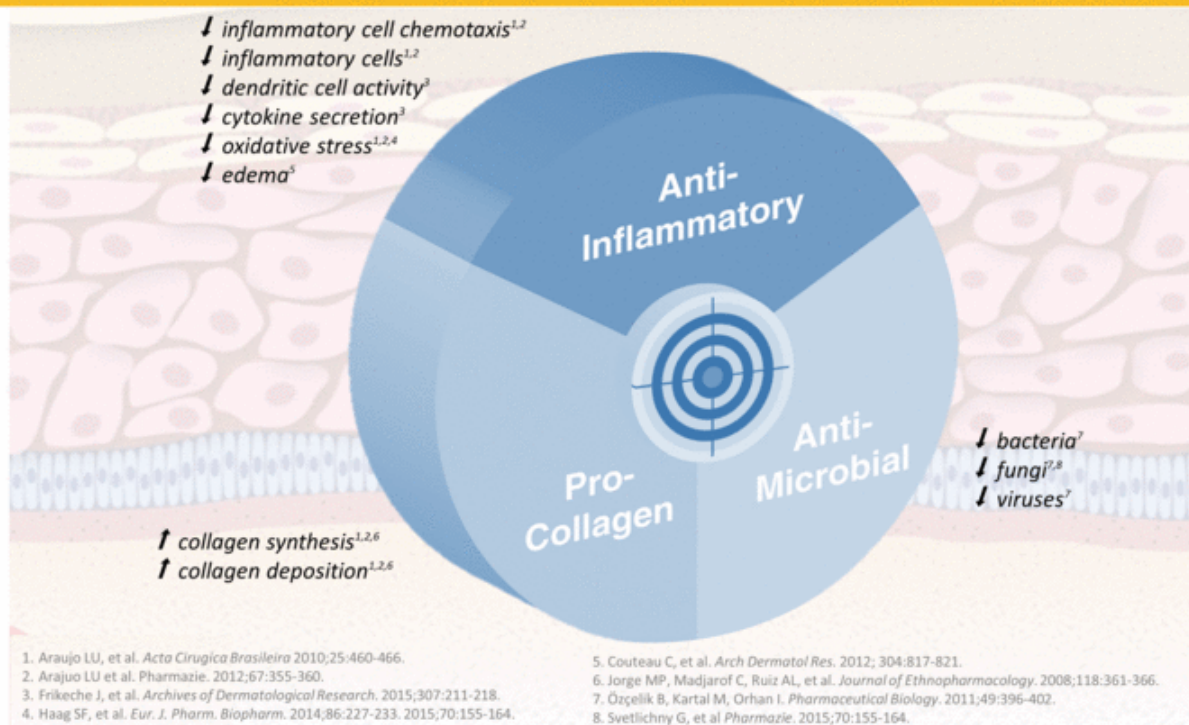 ↓ inflammatory cell chemotaxis1,2
↓ inflammatory cells1,2
↓ dendritic cell activity3
↓ cytokine secretion3
↓ oxidative stress1,2,4
↓ edema5
Anti-
Inflammatory
Anti-
Microbial
Pro-
Collagen
↓ bacteria7
↓ fungi7,8
↓ viruses7
↑ collagen synthesis1,2,6
↑ collagen deposition1,2,6
1. Araujo LU, et al. Acta Cirugica Brasileira 2010;25:460-466.
2. Arajuo LU et al. Pharmazie. 2012;67:355-360.
3. Frikeche J, et al. Archives of Dermatological Research. 2015;307:211-218.
4. Haag SF, et al. Eur. J. Pharm. Biopharm. 2014;86:227-233. 2015;70:155-164.
5. Couteau C, et al. Arch Dermatol Res. 2012; 304:817-821.
6. Jorge MP, Madjarof C, Ruiz AL, et al. Journal of Ethnopharmacology. 2008;118:361-366.
7. Özçelik B, Kartal M, Orhan I. Pharmaceutical Biology. 2011;49:396-402.
8. Svetlichny G, et al Pharmazie. 2015;70:155-164.